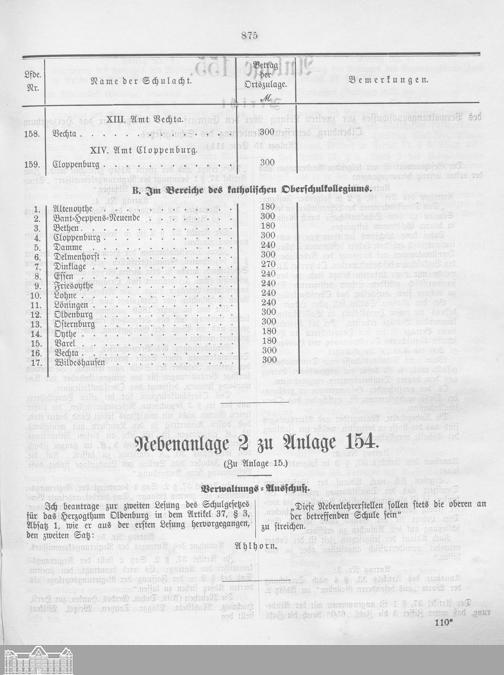 875
Lfde. Nr. Name der Schulacht. Betrag der Ortszulage. M. Bemerkungen.
XIII. Amt Vechta.
158. Vechta . . . . . . . . . . . . 300
XIV. Amt Cloppenburg.
159. Cloppenburg . . . . . . . . . . 300
B. Im Bereiche des katholischen Oberschulkollegiums.
1. Altenoythe . . . . . . . . . . 180
2. Bant-Heppens-Neuende . . . . . . . 300
3. Bethen . . . . . . . . . . . 180
4. Cloppenburg . . . . . . . . . . 300
5. Damme . . . . . . . . . . . 240
6. Delmenhorst . . . . . . . . . . 300
7. Dinklage . . . . . . . . . . . 270
8. Essen . . . . . . . . . . . 240
9. Friesoythe . . . . . . . . . . 240
10. Lohne . . . . . . . . . . . 240
11. Löningen . . . . . . . . . . . 240
12. Oldenburg . . . . . . . . . . 300
13. Osternburg . . . . . . . . . . 300
14. Oythe . . . . . . . . . . . 180
15. Varel . . . . . . . . . . . 180
16. Vechta . . . . . . . . . . . 300
17. Wildeshausen . . . . . . . . . . 300
Nebenanlage 2 zu Anlage 154.
(Zu Anlage 15.)
Verwaltungs-Ausschuß.
Ich beantrage zur zweiten Lesung des Schulgesetzes
für das Herzogthum Oldenburg in dem Artikel 37, § 3,
Absatz 1, wie er aus der ersten Lesung hervorgegangen,
den zweiten Satz:
„Diese Nebenlehrerstellen sollen stets die oberen an
der betreffenden Schule sein“
zu streichen.
Ahlhorn.
110*